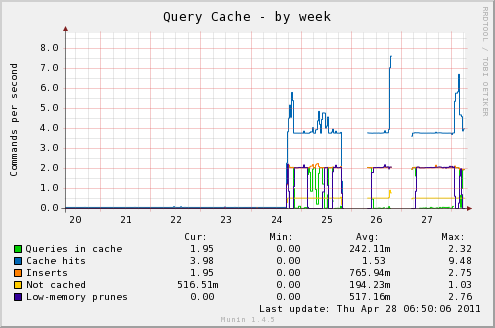 Query Cache - by week
RRDTOOL / TOBI OETIKER
Commands per second
8.0
7.0
6.0
5.0
4.0
3.0
2.0
1.0
0.0
20 21 22 23 24 25 26 27
Cur: Min: Avg: Max:
Queries in cache 1.95 0.00 242.11m 2.32
Cache hits 3.98 0.00 1.53 9.48
Inserts 1.95 0.00 765.94m 2.75
Not cached 516.51m 0.00 194.23m 1.03
Low-memory prunes 0.00 0.00 517.16m 2.76
Last update: Thu Apr 28 06:50:06 2011
Munin 1.4.5